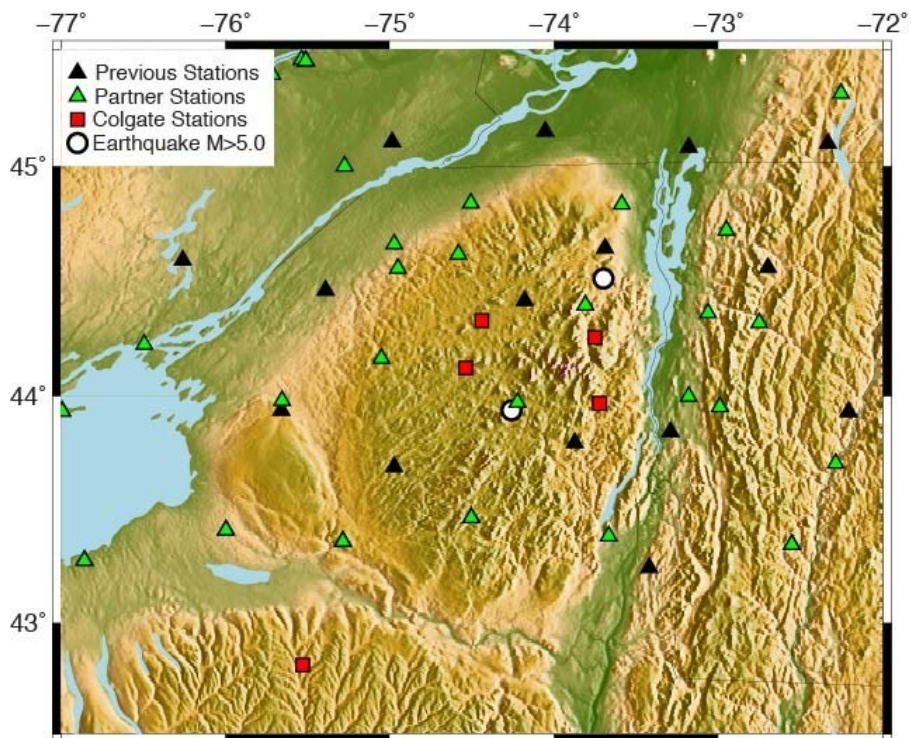 −77° −76° −75° −74° −73° −72°
Previous Stations
Partner Stations
Colgate Stations
Earthquake M>5.0
45°
44°
43°